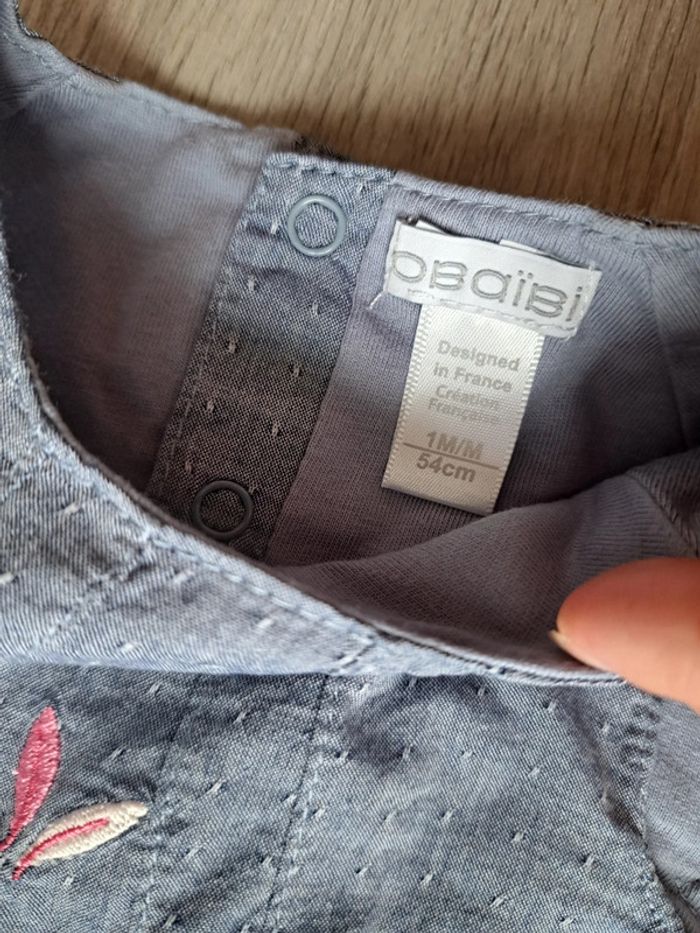 obaïbi
Designed
in France
Création
Française
1M/M
54cm